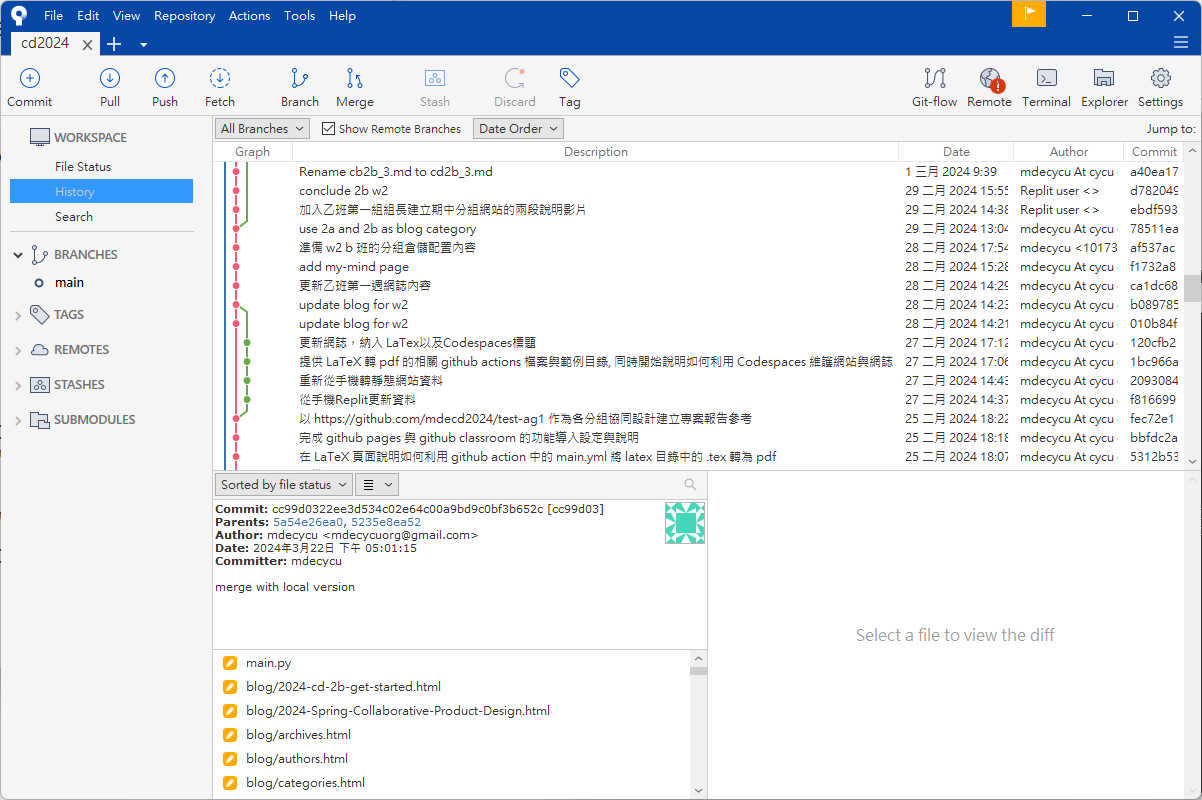 File Edit View Repository Actions Tools Help
cd2024
Commit Pull Push Fetch Branch Merge Stash Discard Tag Git-flow Remote Terminal Explorer Settings
WORKSPACE
File Status
History
Search
BRANCHES
main
TAGS
REMOTES
STASHES
SUBMODULES
All Branches Show Remote Branches Date Order Jump to:
Graph Description Date Author Commit
Rename cb2b_3.md to cd2b_3.md 1 三月 2024 9:39 mdecycu At cycu a40ea17
conclude 2b w2 29 二月 2024 15:55 Replit user <> d782049
加入乙班第一組組長建立期中分組網站的兩段說明影片 29 二月 2024 14:38 Replit user <> ebdf593
use 2a and 2b as blog category 29 二月 2024 13:04 mdecycu At cycu 78511ea
準備 w2 b 班的分組倉儲配置內容 28 二月 2024 17:54 mdecycu <10173 af537ac
add my-mind page 28 二月 2024 15:28 mdecycu At cycu f1732a8
更新乙班第一週網誌內容 28 二月 2024 14:29 mdecycu At cycu ca1dc68
update blog for w2 28 二月 2024 14:23 mdecycu At cycu b089785
update blog for w2 28 二月 2024 14:21 mdecycu At cycu 010b84f
更新網誌，納入 LaTex以及Codespaces標題 27 二月 2024 17:12 mdecycu At cycu 120cfb2
提供 LaTeX 轉 pdf 的相關 github actions 檔案與範例目錄, 同時開始說明如何利用 Codespaces 維護網站與網誌 27 二月 2024 17:06 mdecycu At cycu 1bc966a
重新從手機轉靜態網站資料 27 二月 2024 14:43 mdecycu At cycu 2093084
從手機Replit更新資料 27 二月 2024 14:37 mdecycu At cycu f816699
以 https://github.com/mdecd2024/test-ag1 作為各分組協同設計建立專案報告參考 25 二月 2024 18:22 mdecycu At cycu fec72e1
完成 github pages 與 github classroom 的功能導入設定與說明 25 二月 2024 18:18 mdecycu At cycu bbfdc2a
在 LaTeX 頁面說明如何利用 github action 中的 main.yml 將 latex 目錄中的 .tex 轉為 pdf 25 二月 2024 18:07 mdecycu At cycu 5312b53
Sorted by file status
Commit: cc99d0322ee3d534c02e64c00a9bd9c0bf3b652c [cc99d03]
Parents: 5a54e26ea0, 5235e8ea52
Author: mdecycu <mdecycuorg@gmail.com>
Date: 2024年3月22日 下午 05:01:15
Committer: mdecycu
merge with local version
Select a file to view the diff
main.py
blog/2024-cd-2b-get-started.html
blog/2024-Spring-Collaborative-Product-Design.html
blog/archives.html
blog/authors.html
blog/categories.html